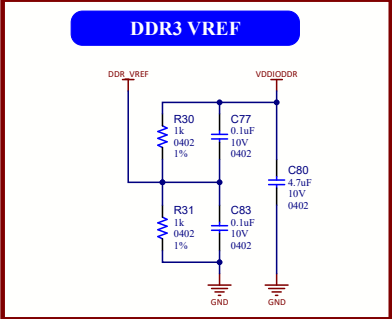 DDR3 VREF
DDR_VREF
VDDIODDR
R30
1k
0402
1%
C77
0.1uF
10V
0402
C80
4.7uF
10V
0402
R31
1k
0402
1%
C83
0.1uF
10V
0402
GND
GND